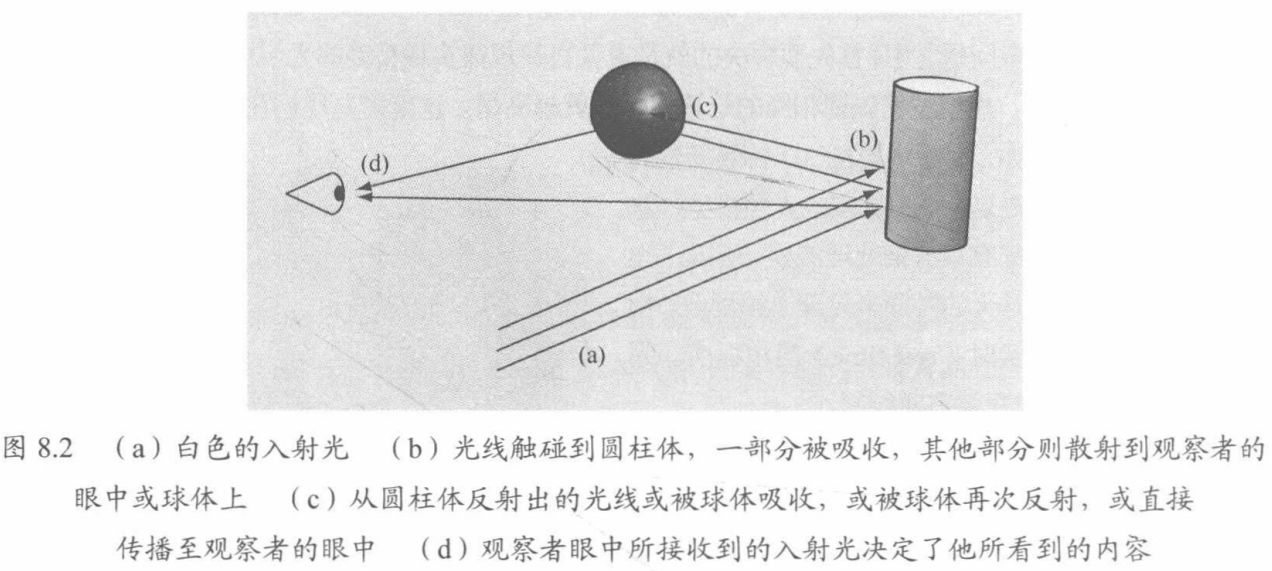 (c)
(b)
(d)
(a)
图 8.2 （a）白色的入射光 （b）光线触碰到圆柱体，一部分被吸收，其他部分则散射到观察者的
眼中或球体上 （c）从圆柱体反射出的光线或被球体吸收，或被球体再次反射，或直接
传播至观察者的眼中 （d）观察者眼中所接收到的入射光决定了他所看到的内容